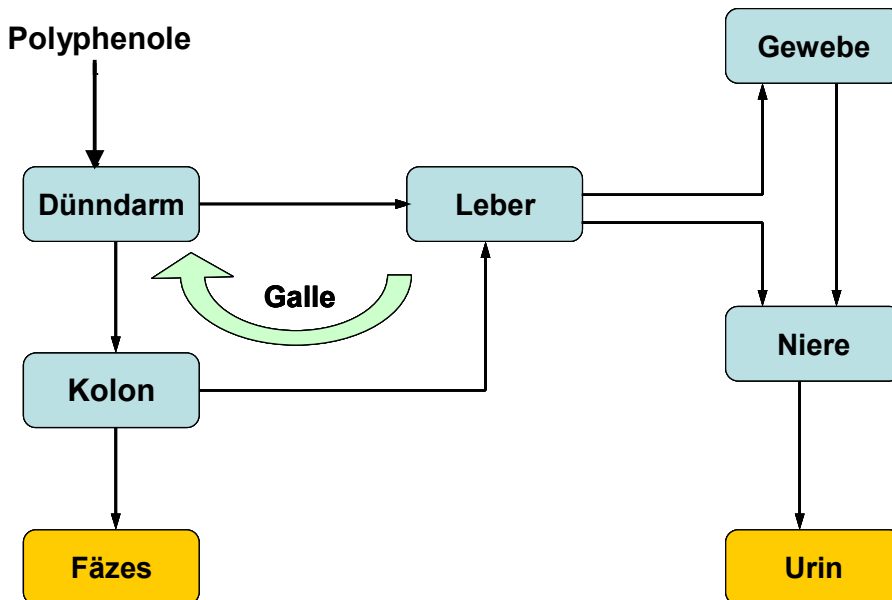 Polyphenole
Gewebe
Dünndarm
Leber
Galle
Niere
Kolon
Fäzes
Urin